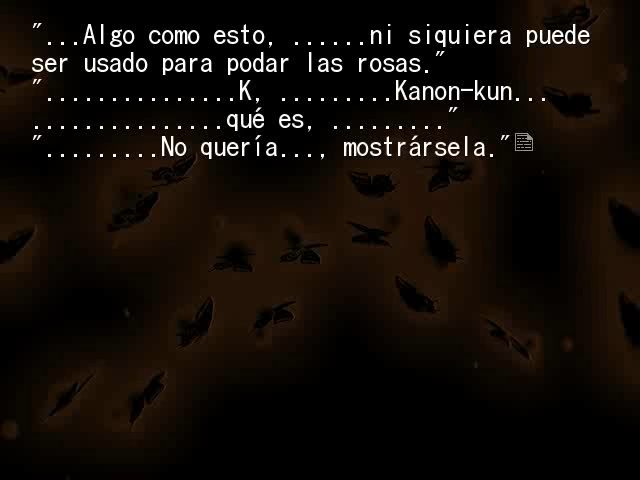 "...Algo como esto, ......ni siquiera puede
ser usado para podar las rosas."
"...............K, .........Kanon-kun...
...............qué es, ........."
".........No quería..., mostrársela."